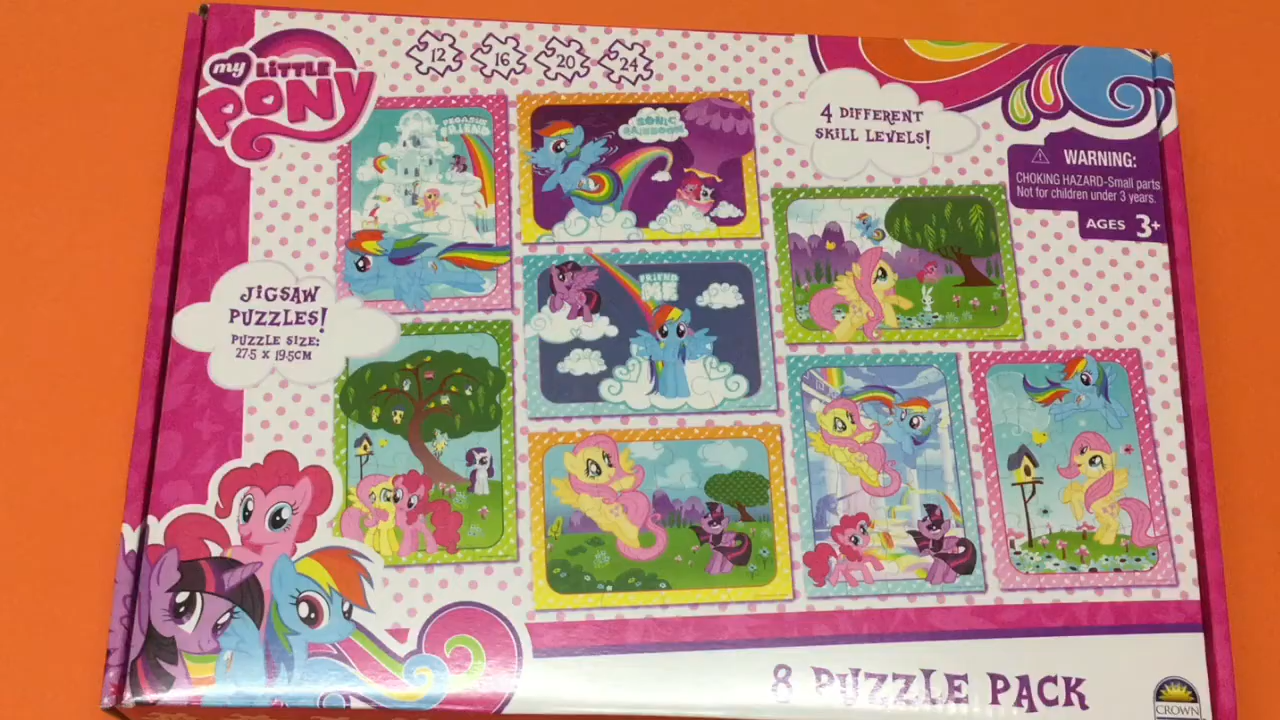 my LiTTLE
PONY
12 16 20 24
4 DIFFERENT
SKILL LEVELS!
WARNING:
CHOKING HAZARD-Small parts
Not for children under 3 years.
AGES 3+
PEGASUS
FRIEND
SONIC
RAINBOOM
FRIEND
ME
JIGSAW
PUZZLES!
PUZZLE SIZE:
27.5 X 19.5CM
8 PUZZLE PACK
CROWN